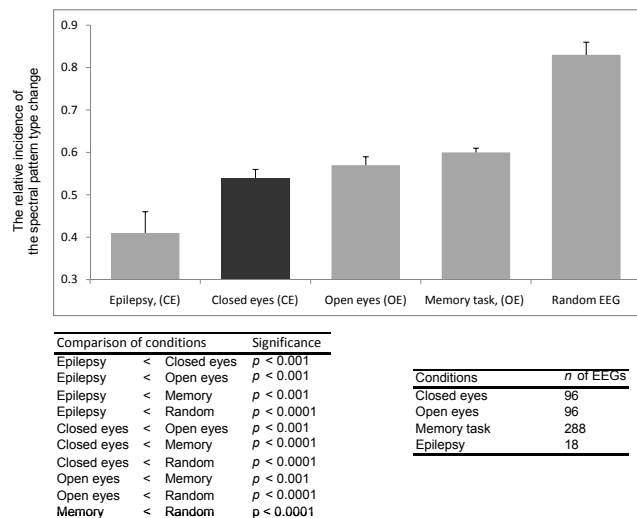 The relative incidence of
the spectral pattern type change
0.9
0.8
0.7
0.6
0.5
0.4
0.3
Epilepsy, (CE) Closed eyes (CE) Open eyes (OE) Memory task, (OE) Random EEG
Comparison of conditions Significance
Epilepsy < Closed eyes p < 0.001
Epilepsy < Open eyes p < 0.001
Epilepsy < Memory p < 0.001
Epilepsy < Random p < 0.0001
Closed eyes < Open eyes p < 0.001
Closed eyes < Memory p < 0.0001
Closed eyes < Random p < 0.0001
Open eyes < Memory p < 0.001
Open eyes < Random p < 0.0001
Memory < Random p < 0.0001
Conditions n of EEGs
Closed eyes 96
Open eyes 96
Memory task 288
Epilepsy 18